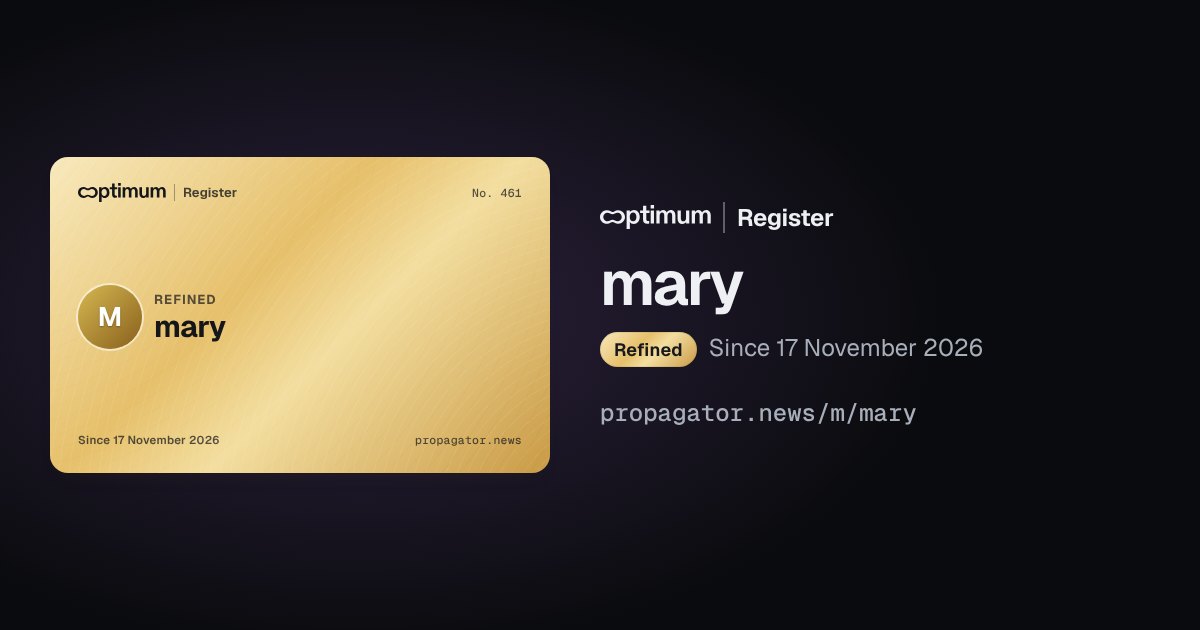 optimum | Register
No. 461
M
REFINED
mary
Since 17 November 2026
propagator.news
optimum | Register
mary
Refined
Since 17 November 2026
propagator.news/m/mary